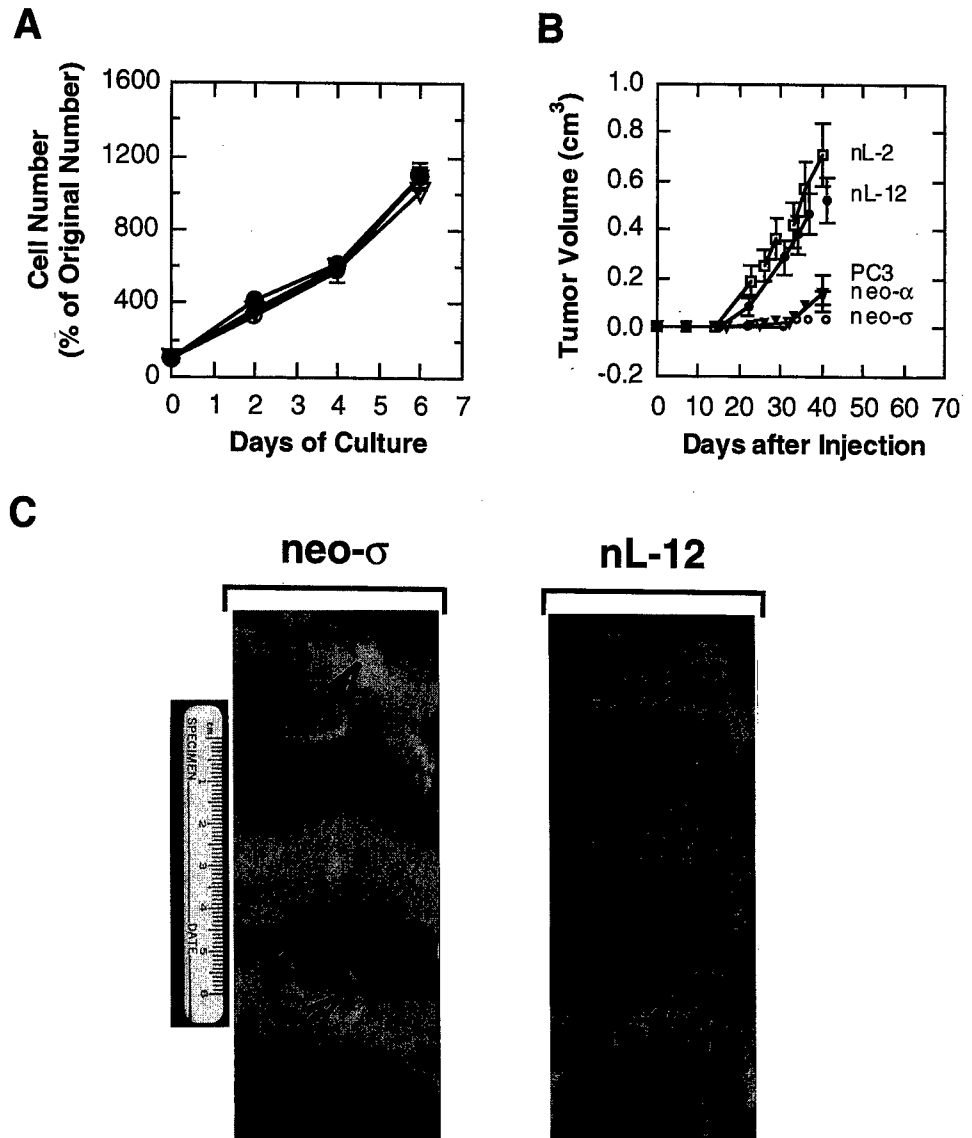 A
Cell Number
(% of Original Number)
1600
1200
800
400
0
0 1 2 3 4 5 6 7
Days of Culture
B
Tumor Volume (cm³)
1.0
0.8
0.6
0.4
0.2
0.0
-0.2
nL-2
nL-12
PC3
neo-α
neo-σ
0 10 20 30 40 50 60 70
Days after Injection
C
neo-σ
nL-12
SPECIMEN
DATE
cm
1
2
3
4
5
6